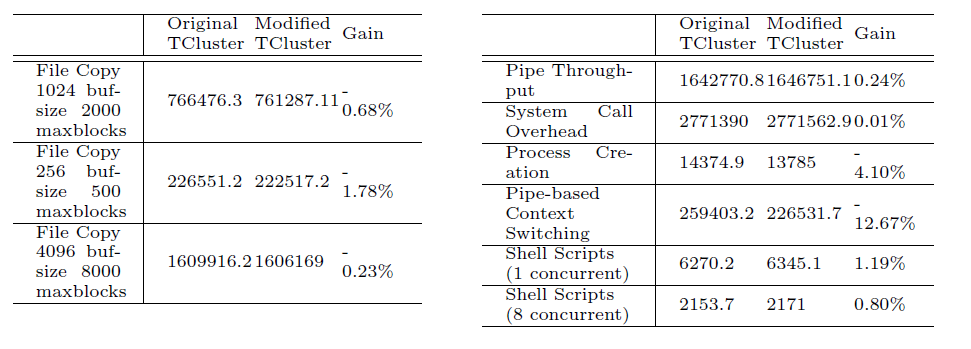 Original Modified Gain
TCluster TCluster
File Copy
1024 buf-
size 2000
maxblocks
766476.3 761287.11 -
0.68%
File Copy
256 buf-
size 500
maxblocks
226551.2 222517.2 -
1.78%
File Copy
4096 buf-
size 8000
maxblocks
1609916.2 1606169 -
0.23%
Original Modified Gain
TCluster TCluster
Pipe Through-
put
1642770.8 1646751.1 0.24%
System Call
Overhead
2771390 2771562.9 0.01%
Process Cre-
ation
14374.9 13785 -
4.10%
Pipe-based
Context
Switching
259403.2 226531.7 -
12.67%
Shell Scripts
(1 concurrent)
6270.2 6345.1 1.19%
Shell Scripts
(8 concurrent)
2153.7 2171 0.80%